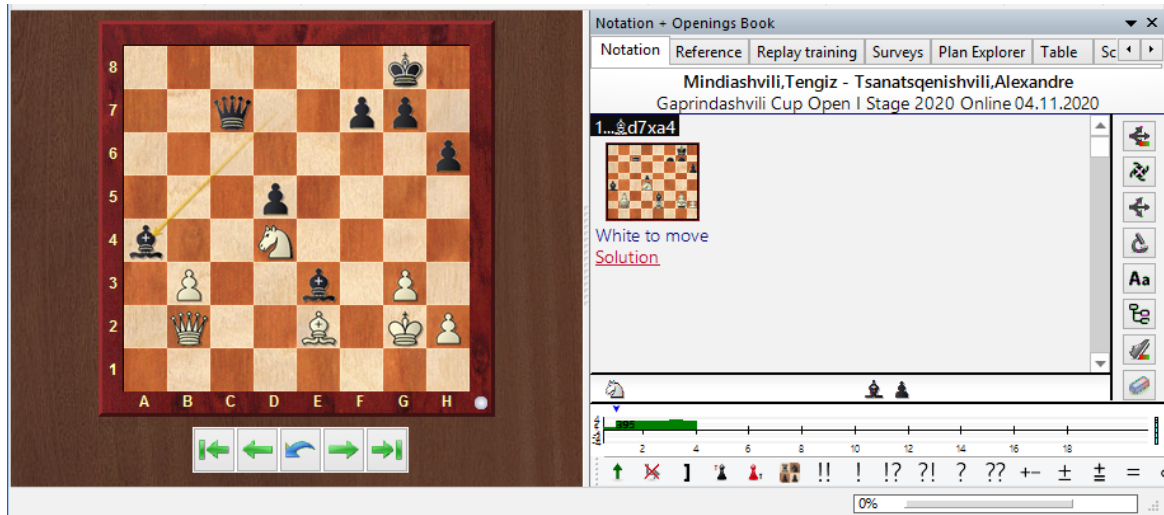 Notation + Openings Book
Notation Reference Replay training Surveys Plan Explorer Table Sc
Mindiashvili,Tengiz - Tsanatsqenishvili,Alexandre
Gaprindashvili Cup Open I Stage 2020 Online 04.11.2020
1...♝d7xa4
White to move
Solution
8
7
6
5
4
3
2
1
A B C D E F G H
Aa
395
2 4 6 8 10 12 14 16 18
] !! ! !? ?! ? ?? +− ± ± =
0%